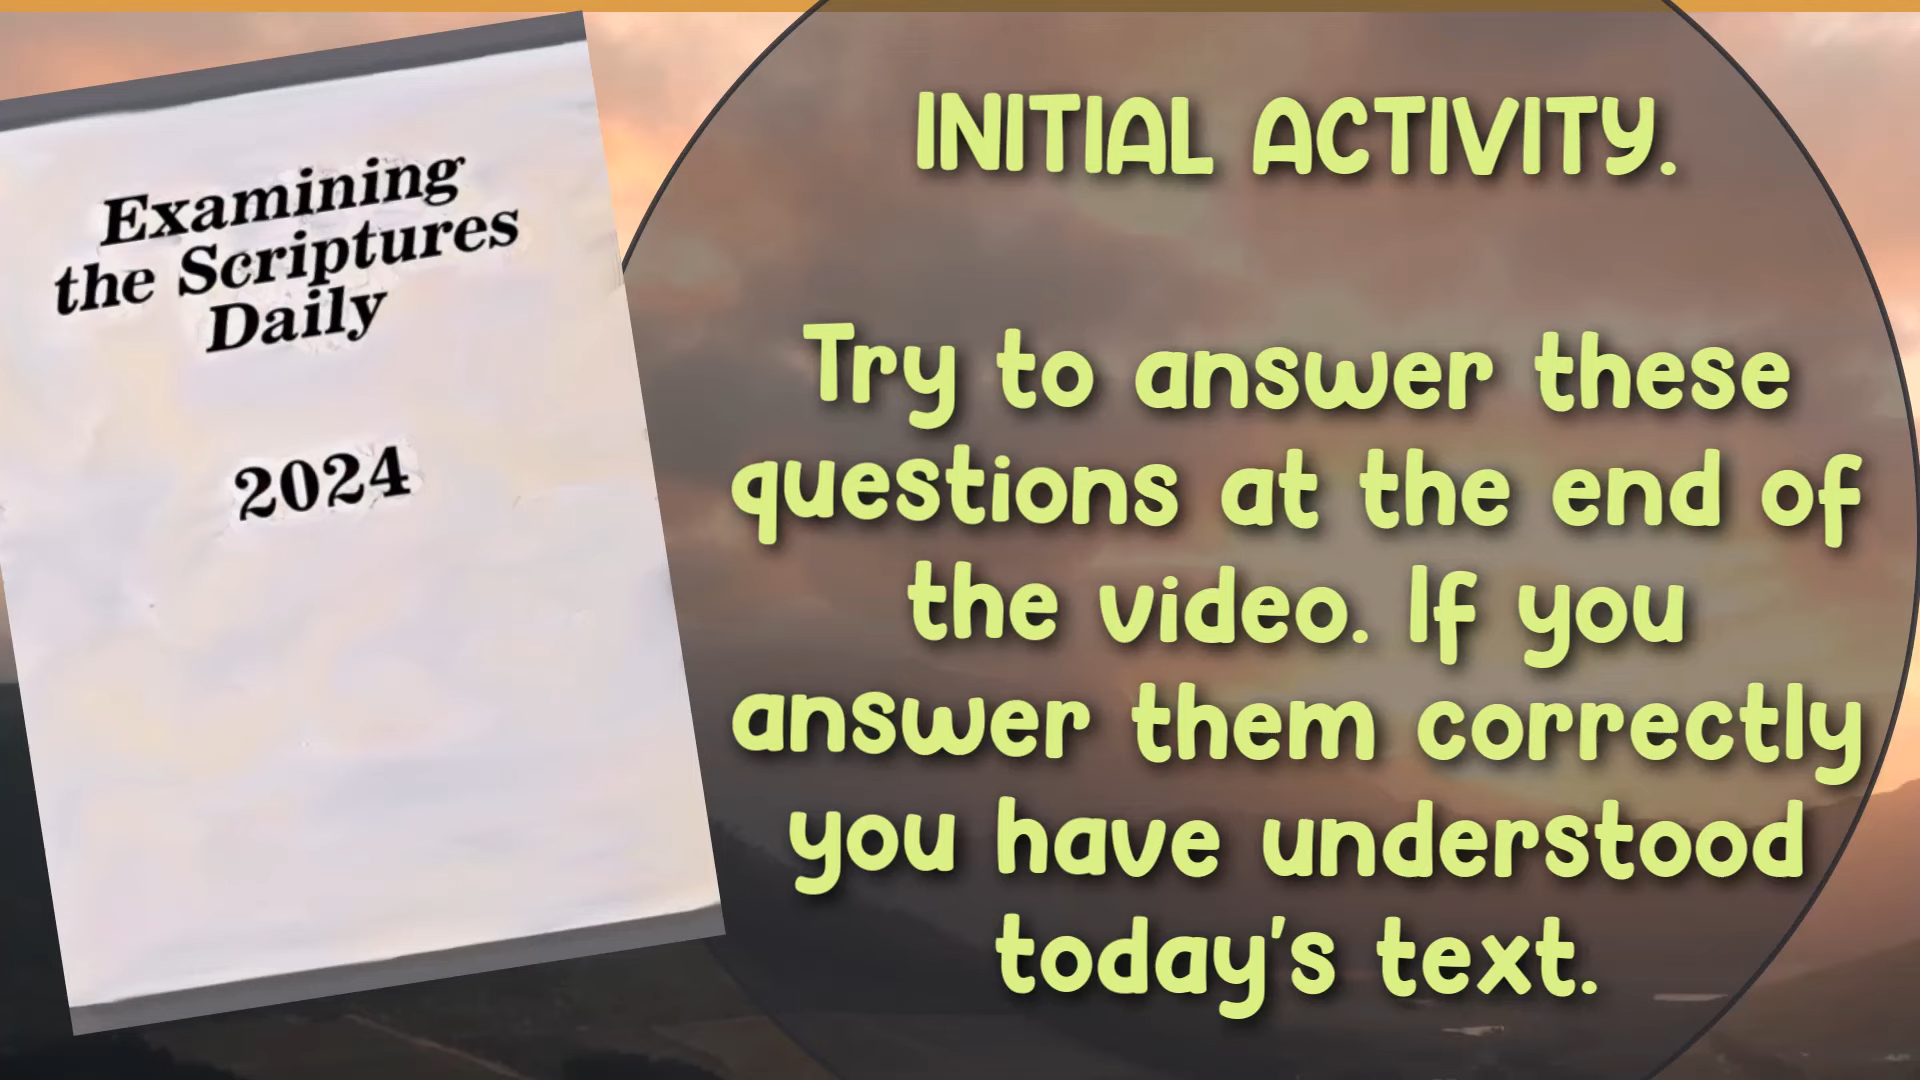 Examining
the Scriptures
Daily
2024
INITIAL ACTIVITY.
Try to answer these
questions at the end of
the video. If you
answer them correctly
you have understood
today's text.